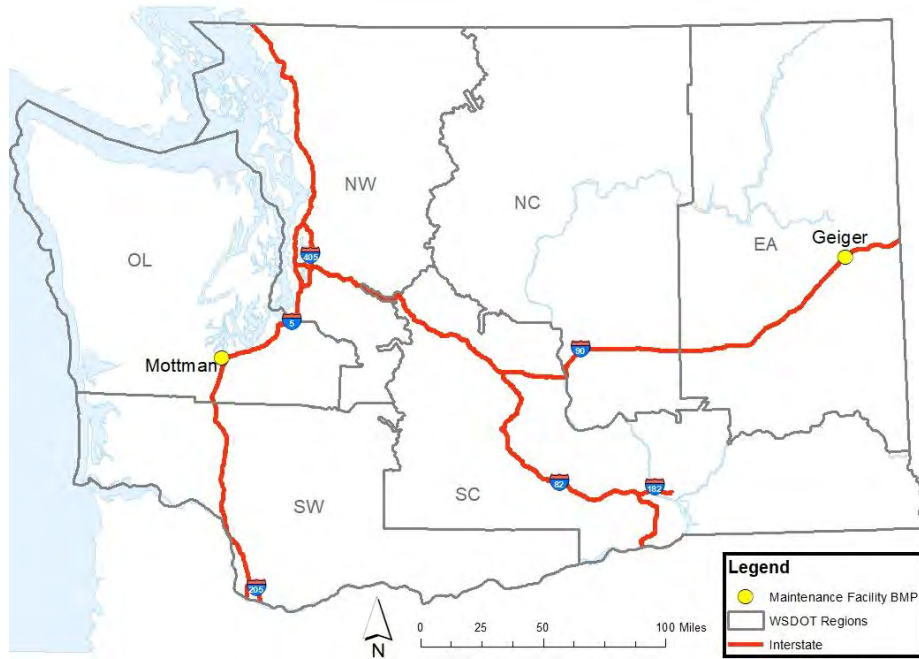 NW
NC
EA
Geiger
OL
405
5
Mottman
90
SC
82
182
SW
205
N
0 25 50 100 Miles
Legend
Maintenance Facility BMP
WSDOT Regions
Interstate